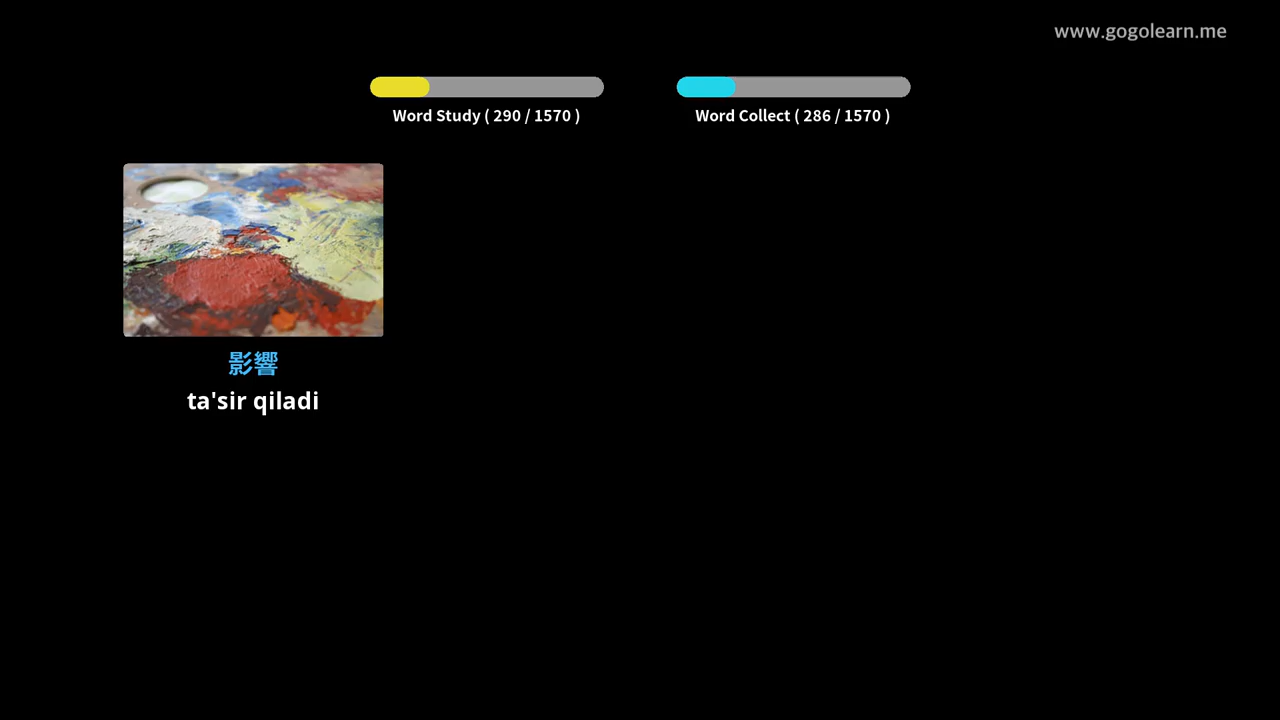 www.gogolearn.me
Word Study ( 290 / 1570 )
Word Collect ( 286 / 1570 )
影響
ta'sir qiladi